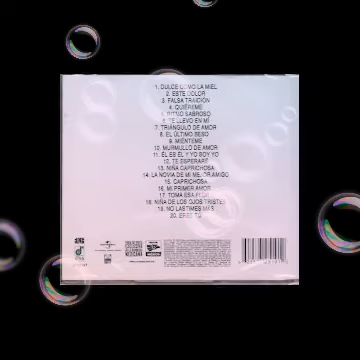 1. DULCE COMO LA MIEL
2. ESTE DOLOR
3. FALSA TRAICIÓN
4. QUIÉREME
5. RITMO SABROSO
6. TE LLEVO EN MÍ
7. TRIÁNGULO DE AMOR
8. EL ÚLTIMO BESO
9. MIÉNTEME
10. MURMULLO DE AMOR
11. ÉL ES ÉL Y YO SOY YO
12. TE ESPERARÉ
13. NIÑA CAPRICHOSA
14. LA NOVIA DE MI MEJOR AMIGO
15. CAPRICHOSA
16. MI PRIMER AMOR
17. TOMA ESA FLOR
18. NIÑA DE LOS OJOS TRISTES
19. NO LASTIMES MÁS
20. ERES TÚ